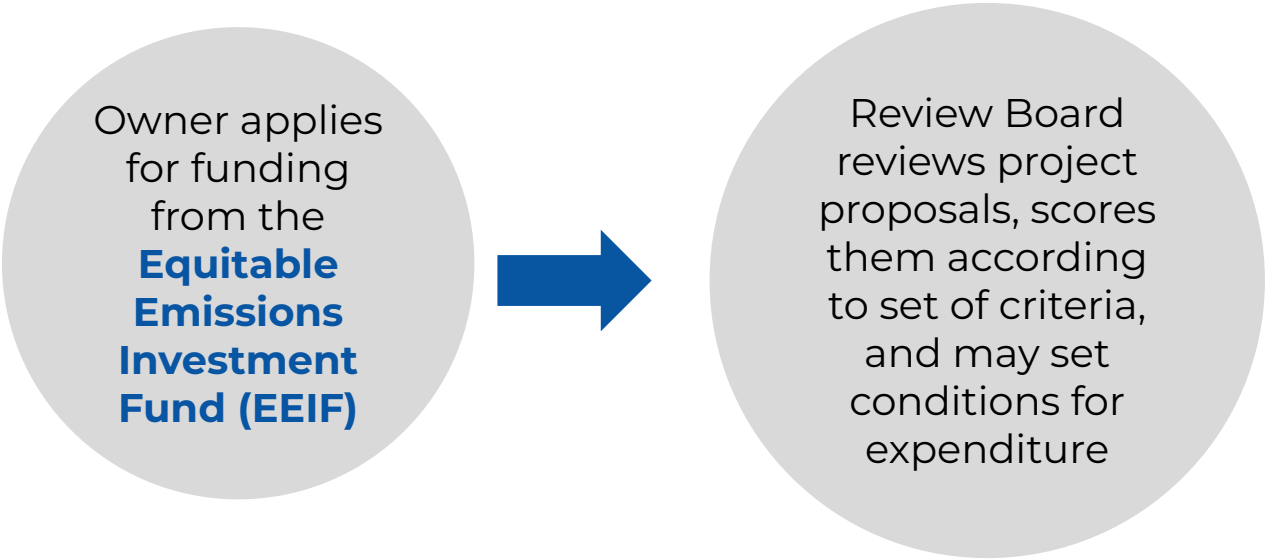 Owner applies
for funding
from the
Equitable
Emissions
Investment
Fund (EEIF)
Review Board
reviews project
proposals, scores
them according
to set of criteria,
and may set
conditions for
expenditure